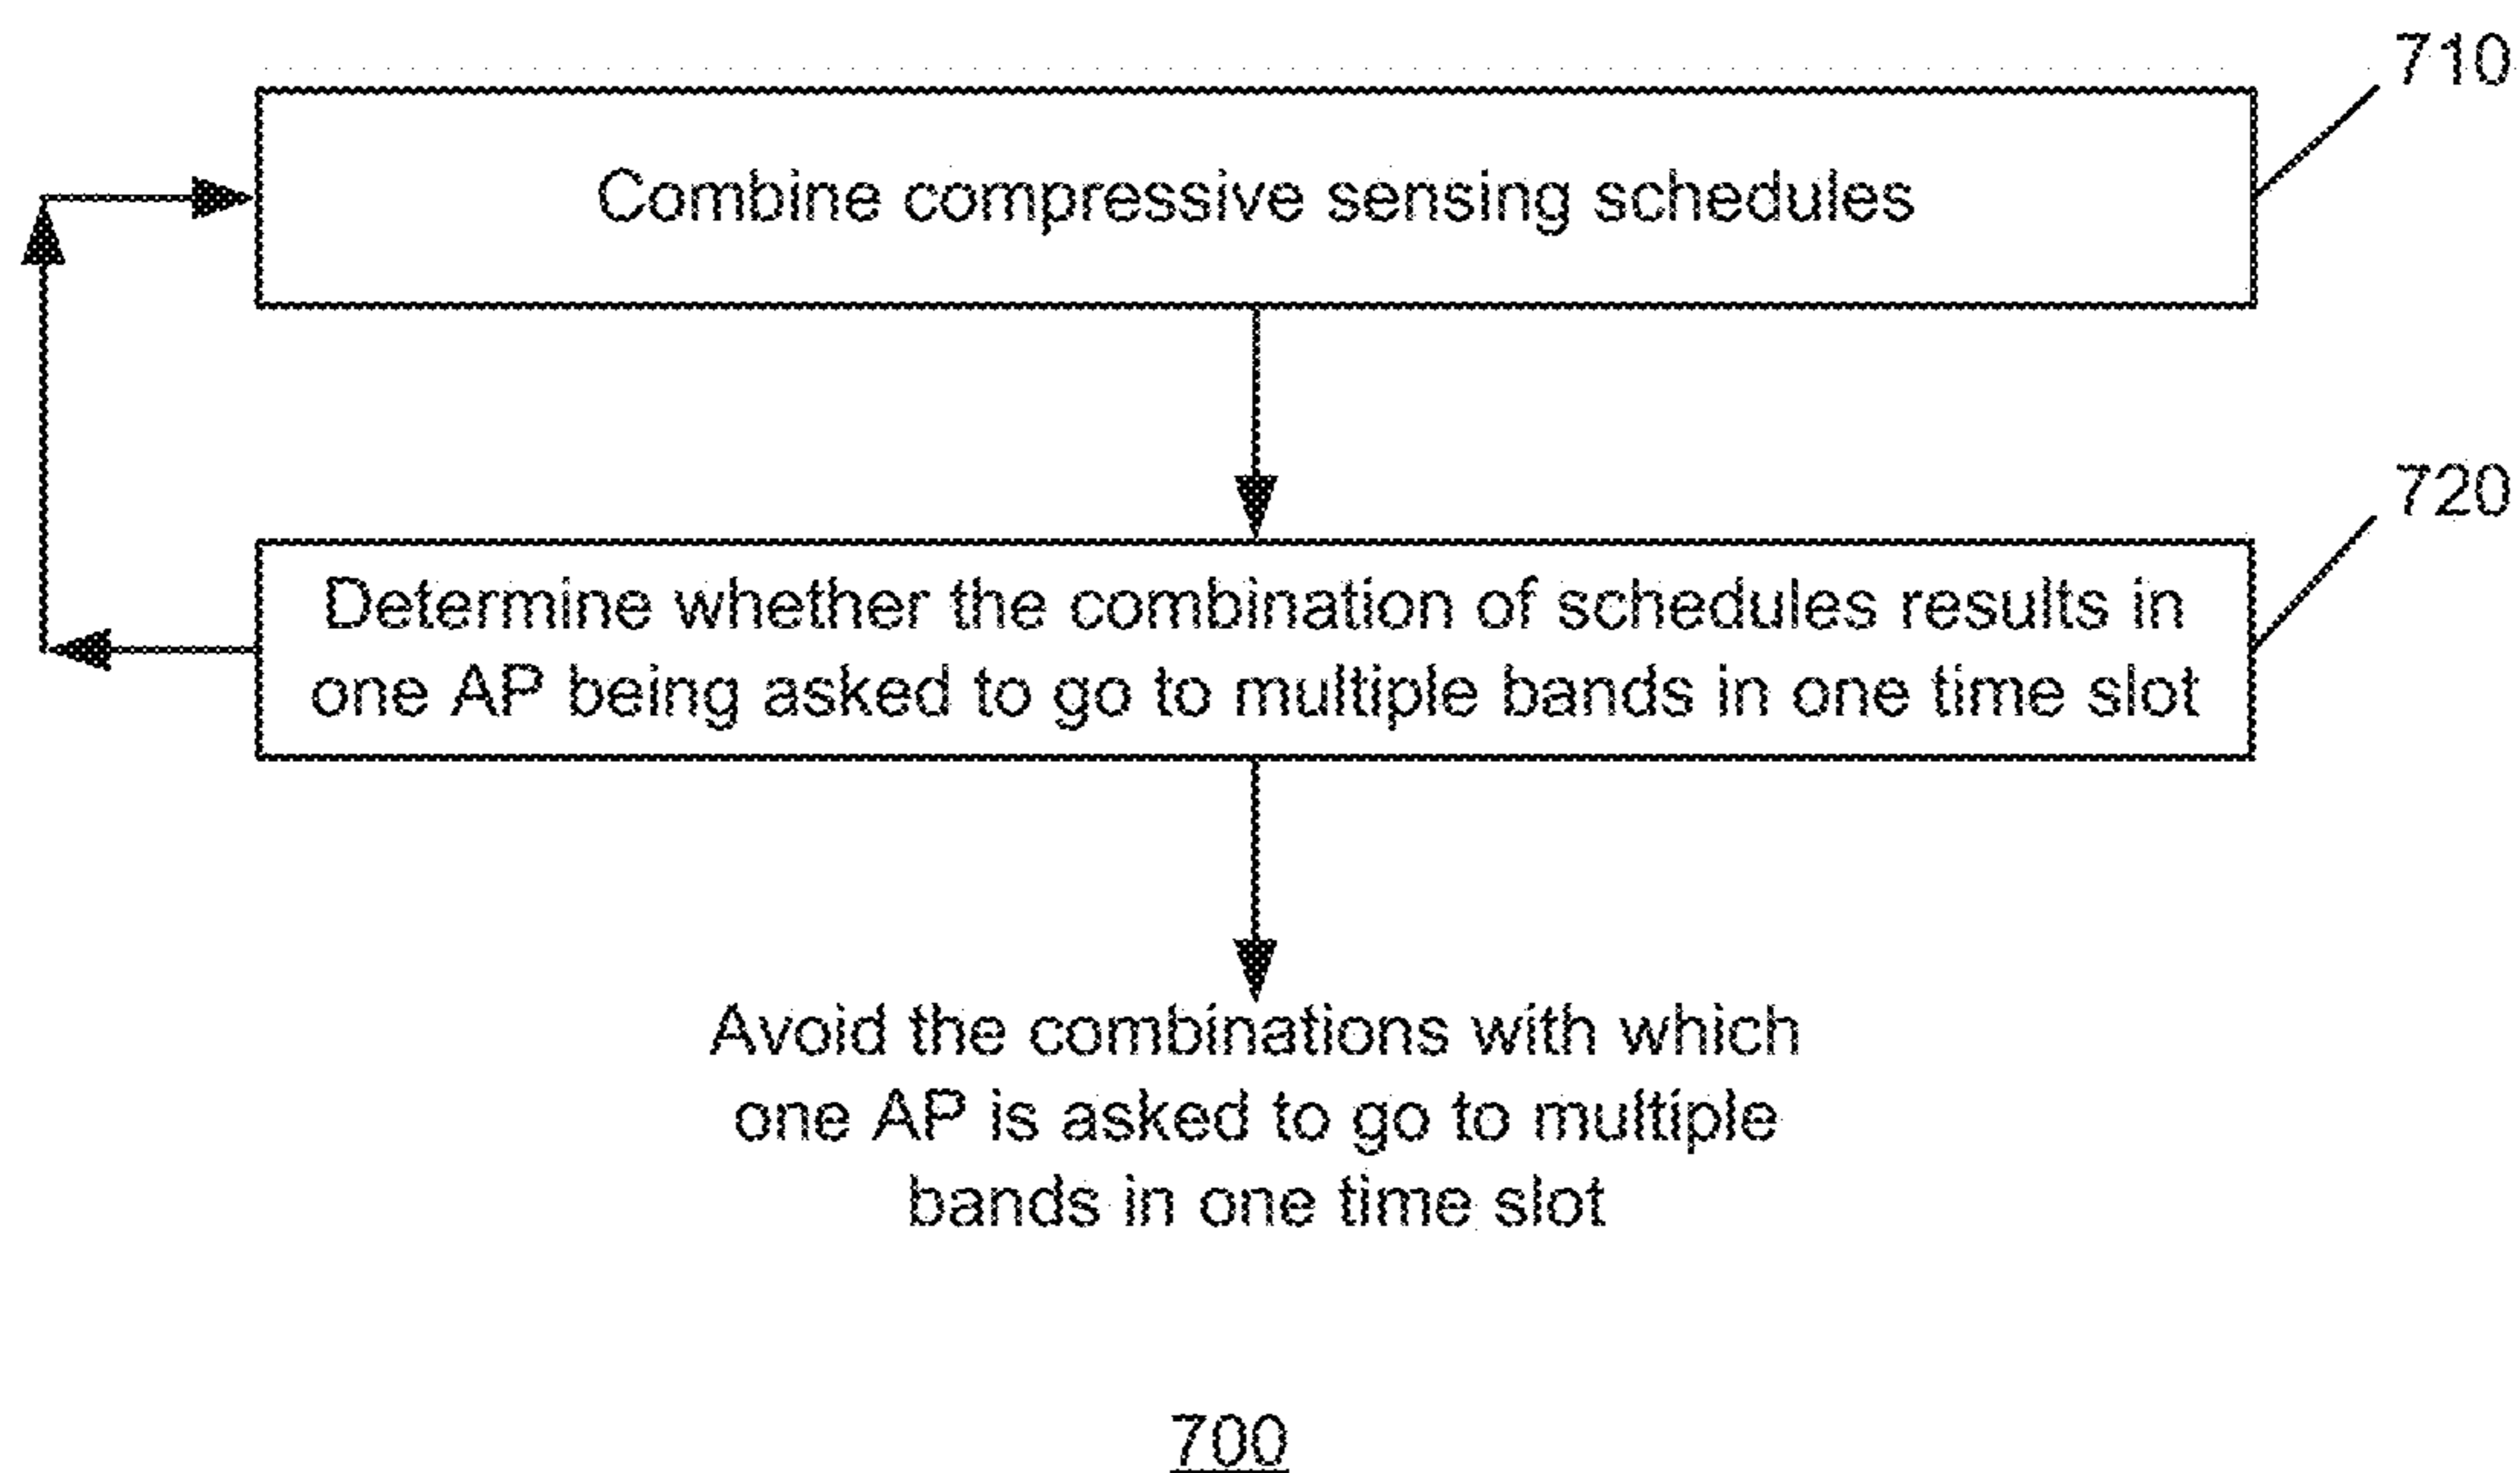 710
Combine compressive sensing schedules
720
Determine whether the combination of schedules results in
one AP being asked to go to multiple bands in one time slot
Avoid the combinations with which
one AP is asked to go to multiple
bands in one time slot
700